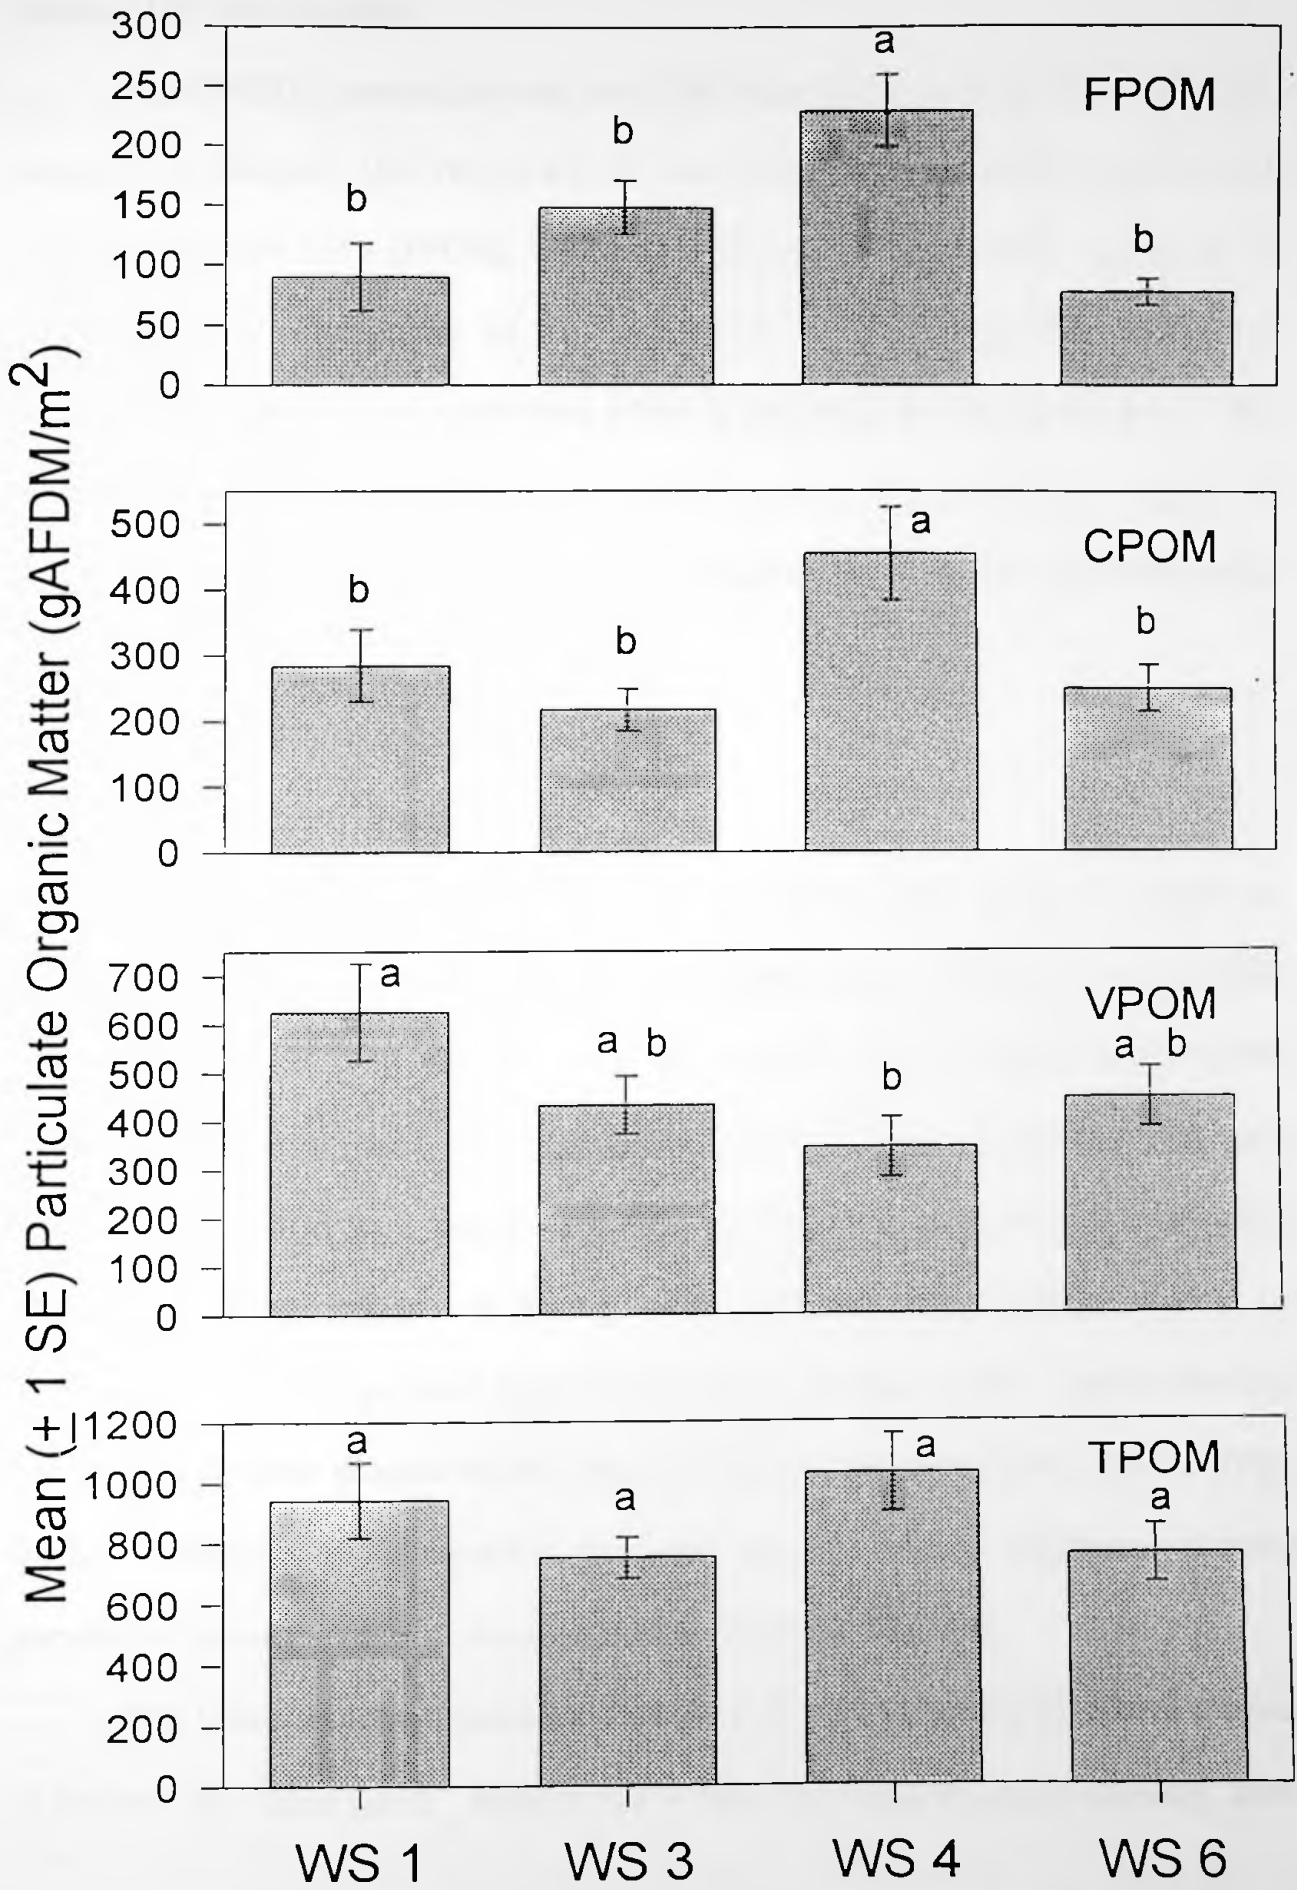 Mean (± 1 SE) Particulate Organic Matter (gAFDM/m²)
300
250
200
150
100
50
0
b
b
a
b
FPOM
500
400
300
200
100
0
b
b
a
b
CPOM
700
600
500
400
300
200
100
0
a
a b
b
a b
VPOM
1200
1000
800
600
400
200
0
a
a
a
a
TPOM
WS 1
WS 3
WS 4
WS 6